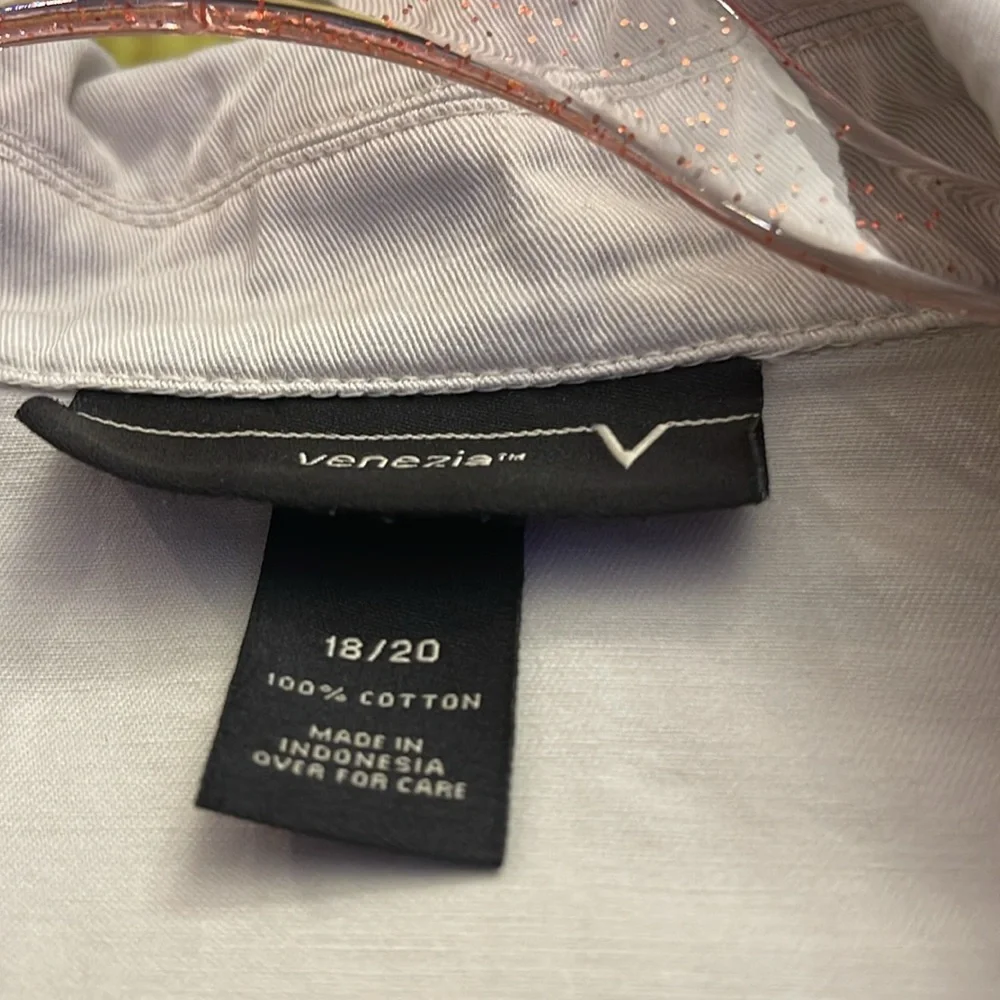 venezia™
18/20
100% COTTON
MADE IN
INDONESIA
OVER FOR CARE